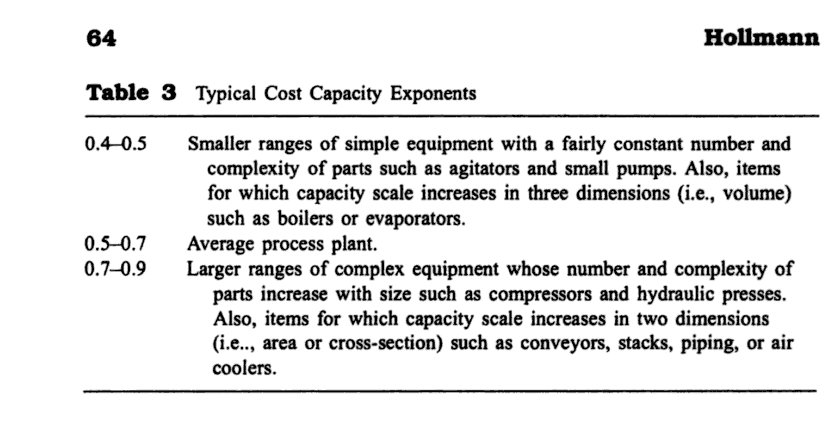 64 Hollmann
Table 3 Typical Cost Capacity Exponents
0.4–0.5 Smaller ranges of simple equipment with a fairly constant number and
complexity of parts such as agitators and small pumps. Also, items
for which capacity scale increases in three dimensions (i.e., volume)
such as boilers or evaporators.
0.5–0.7 Average process plant.
0.7–0.9 Larger ranges of complex equipment whose number and complexity of
parts increase with size such as compressors and hydraulic presses.
Also, items for which capacity scale increases in two dimensions
(i.e.., area or cross-section) such as conveyors, stacks, piping, or air
coolers.